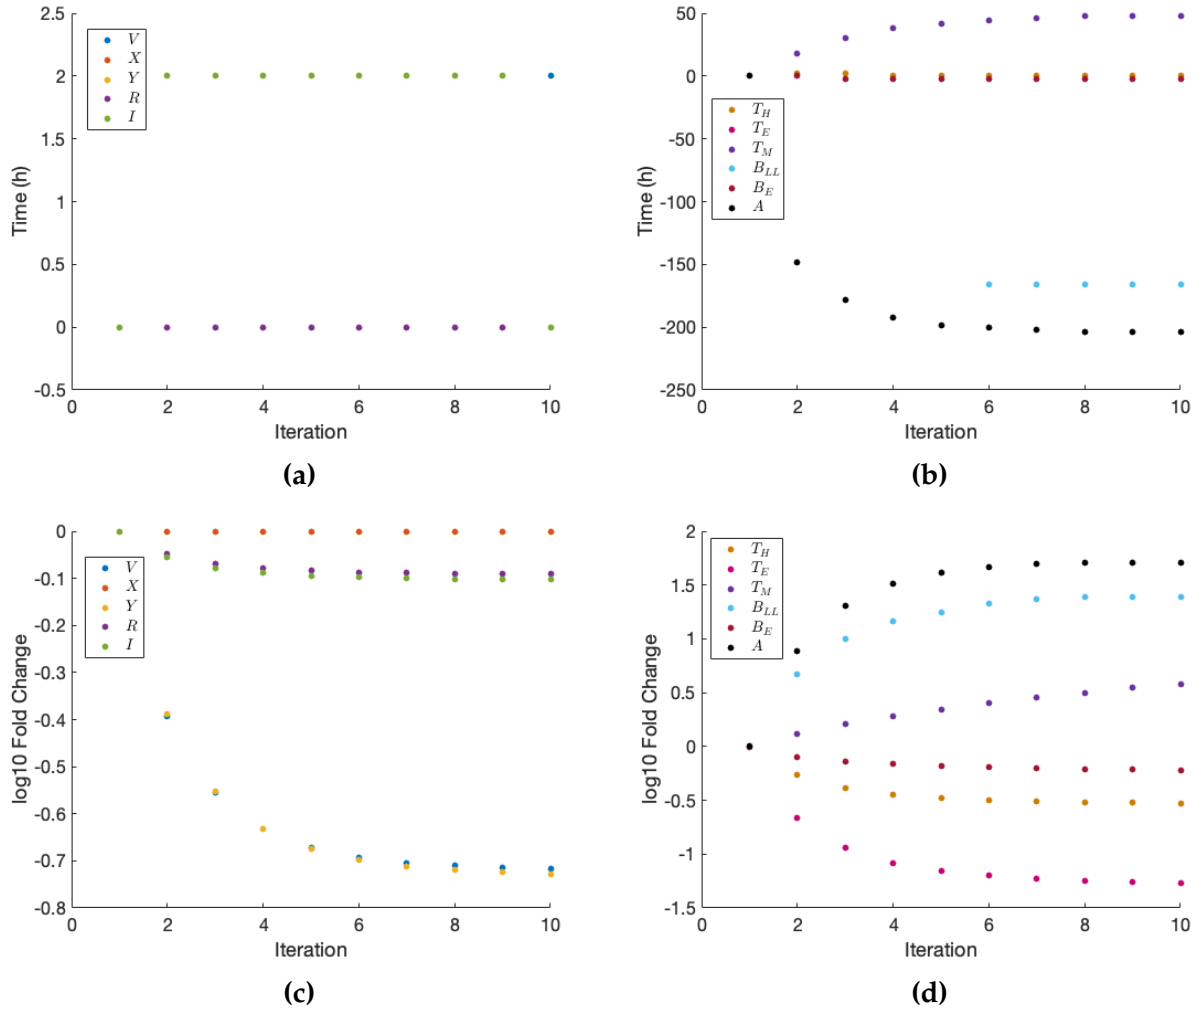 2.5
2
1.5
1
0.5
0
-0.5
Time (h)
V
X
Y
R
I
0 2 4 6 8 10
Iteration
(a)
50
0
-50
-100
-150
-200
-250
Time (h)
T_H
T_E
T_M
B_LL
B_E
A
0 2 4 6 8 10
Iteration
(b)
0
-0.1
-0.2
-0.3
-0.4
-0.5
-0.6
-0.7
-0.8
log10 Fold Change
V
X
Y
R
I
0 2 4 6 8 10
Iteration
(c)
2
1.5
1
0.5
0
-0.5
-1
-1.5
log10 Fold Change
T_H
T_E
T_M
B_LL
B_E
A
0 2 4 6 8 10
Iteration
(d)